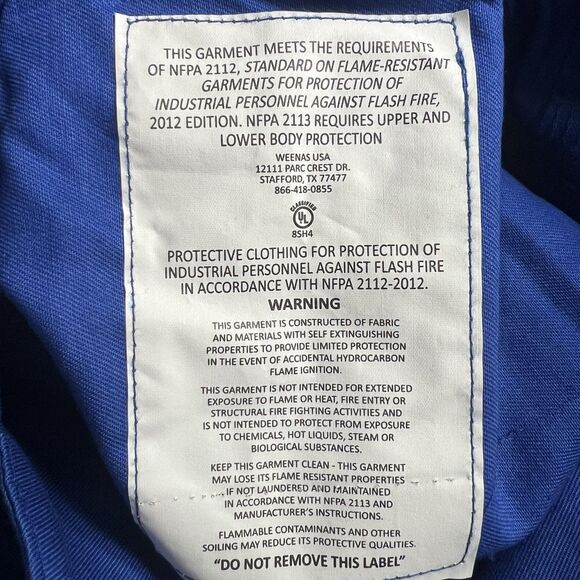 THIS GARMENT MEETS THE REQUIREMENTS
OF NFPA 2112, STANDARD ON FLAME-RESISTANT
GARMENTS FOR PROTECTION OF
INDUSTRIAL PERSONNEL AGAINST FLASH FIRE,
2012 EDITION. NFPA 2113 REQUIRES UPPER AND
LOWER BODY PROTECTION
WEENAS USA
12111 PARC CREST DR.
STAFFORD, TX 77477
866-418-0855
CLASSIFIED
UL
8SH4
PROTECTIVE CLOTHING FOR PROTECTION OF
INDUSTRIAL PERSONNEL AGAINST FLASH FIRE
IN ACCORDANCE WITH NFPA 2112-2012.
WARNING
THIS GARMENT IS CONSTRUCTED OF FABRIC
AND MATERIALS WITH SELF EXTINGUISHING
PROPERTIES TO PROVIDE LIMITED PROTECTION
IN THE EVENT OF ACCIDENTAL HYDROCARBON
FLAME IGNITION.
THIS GARMENT IS NOT INTENDED FOR EXTENDED
EXPOSURE TO FLAME OR HEAT, FIRE ENTRY OR
STRUCTURAL FIRE FIGHTING ACTIVITIES AND
IS NOT INTENDED TO PROTECT FROM EXPOSURE
TO CHEMICALS, HOT LIQUIDS, STEAM OR
BIOLOGICAL SUBSTANCES.
KEEP THIS GARMENT CLEAN - THIS GARMENT
MAY LOSE ITS FLAME RESISTANT PROPERTIES
IF NOT LAUNDERED AND MAINTAINED
IN ACCORDANCE WITH NFPA 2113 AND
MANUFACTURER'S INSTRUCTIONS.
FLAMMABLE CONTAMINANTS AND OTHER
SOILING MAY REDUCE ITS PROTECTIVE QUALITIES.
"DO NOT REMOVE THIS LABEL"